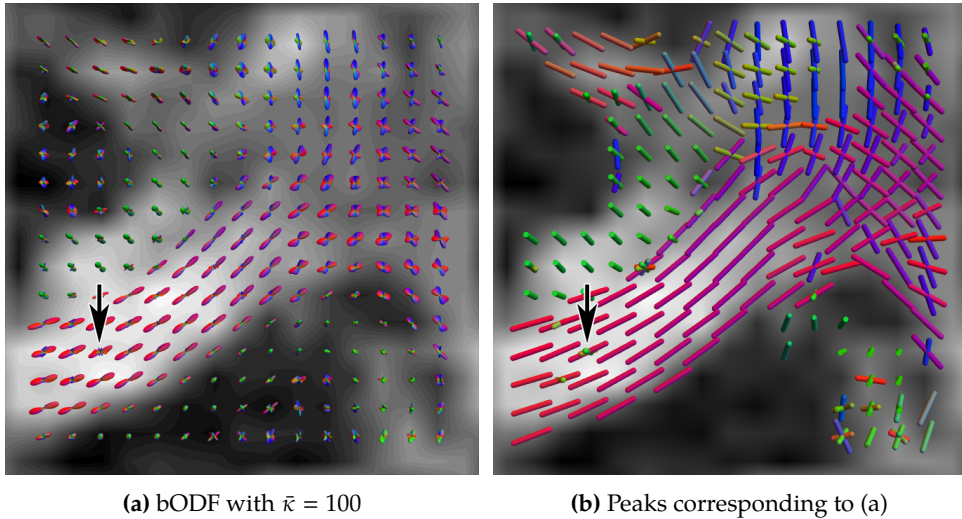 (a) bODF with κ̄ = 100
(b) Peaks corresponding to (a)